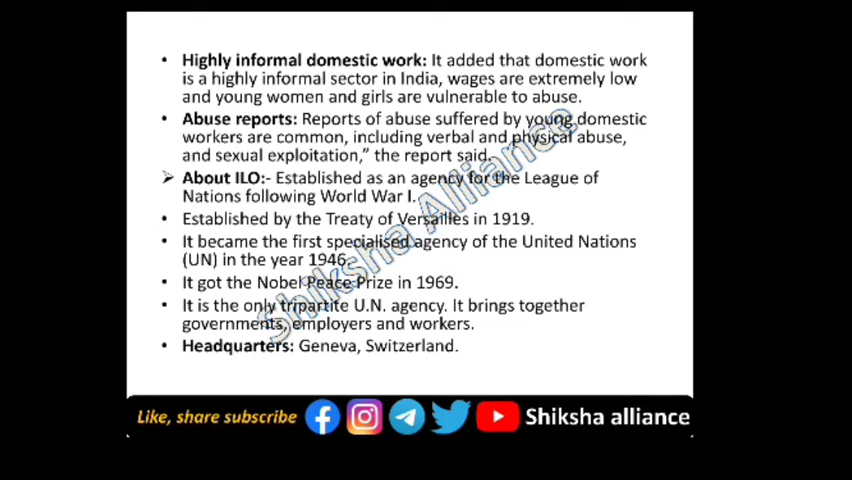 • Highly informal domestic work: It added that domestic work
is a highly informal sector in India, wages are extremely low
and young women and girls are vulnerable to abuse.
• Abuse reports: Reports of abuse suffered by young domestic
workers are common, including verbal and physical abuse,
and sexual exploitation,” the report said.
➢ About ILO:- Established as an agency for the League of
Nations following World War I.
• Established by the Treaty of Versailles in 1919.
• It became the first specialised agency of the United Nations
(UN) in the year 1946.
• It got the Nobel Peace Prize in 1969.
• It is the only tripartite U.N. agency. It brings together
governments, employers and workers.
• Headquarters: Geneva, Switzerland.
Shiksha Alliance
Like, share subscribe Shiksha alliance